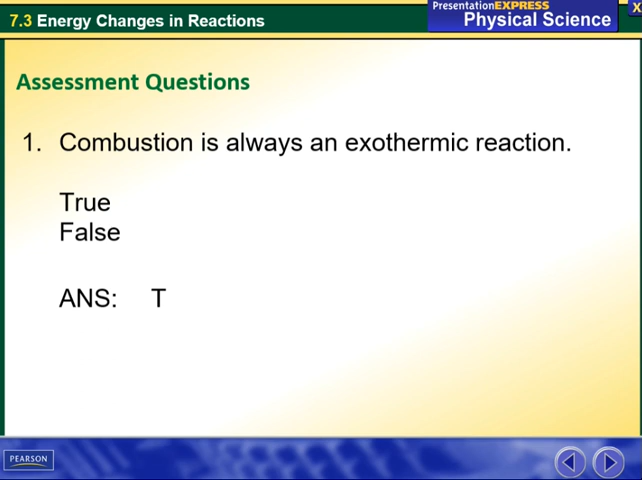 7.3 Energy Changes in Reactions
PresentationEXPRESS
Physical Science
X
Assessment Questions
1. Combustion is always an exothermic reaction.
True
False
ANS: T
PEARSON